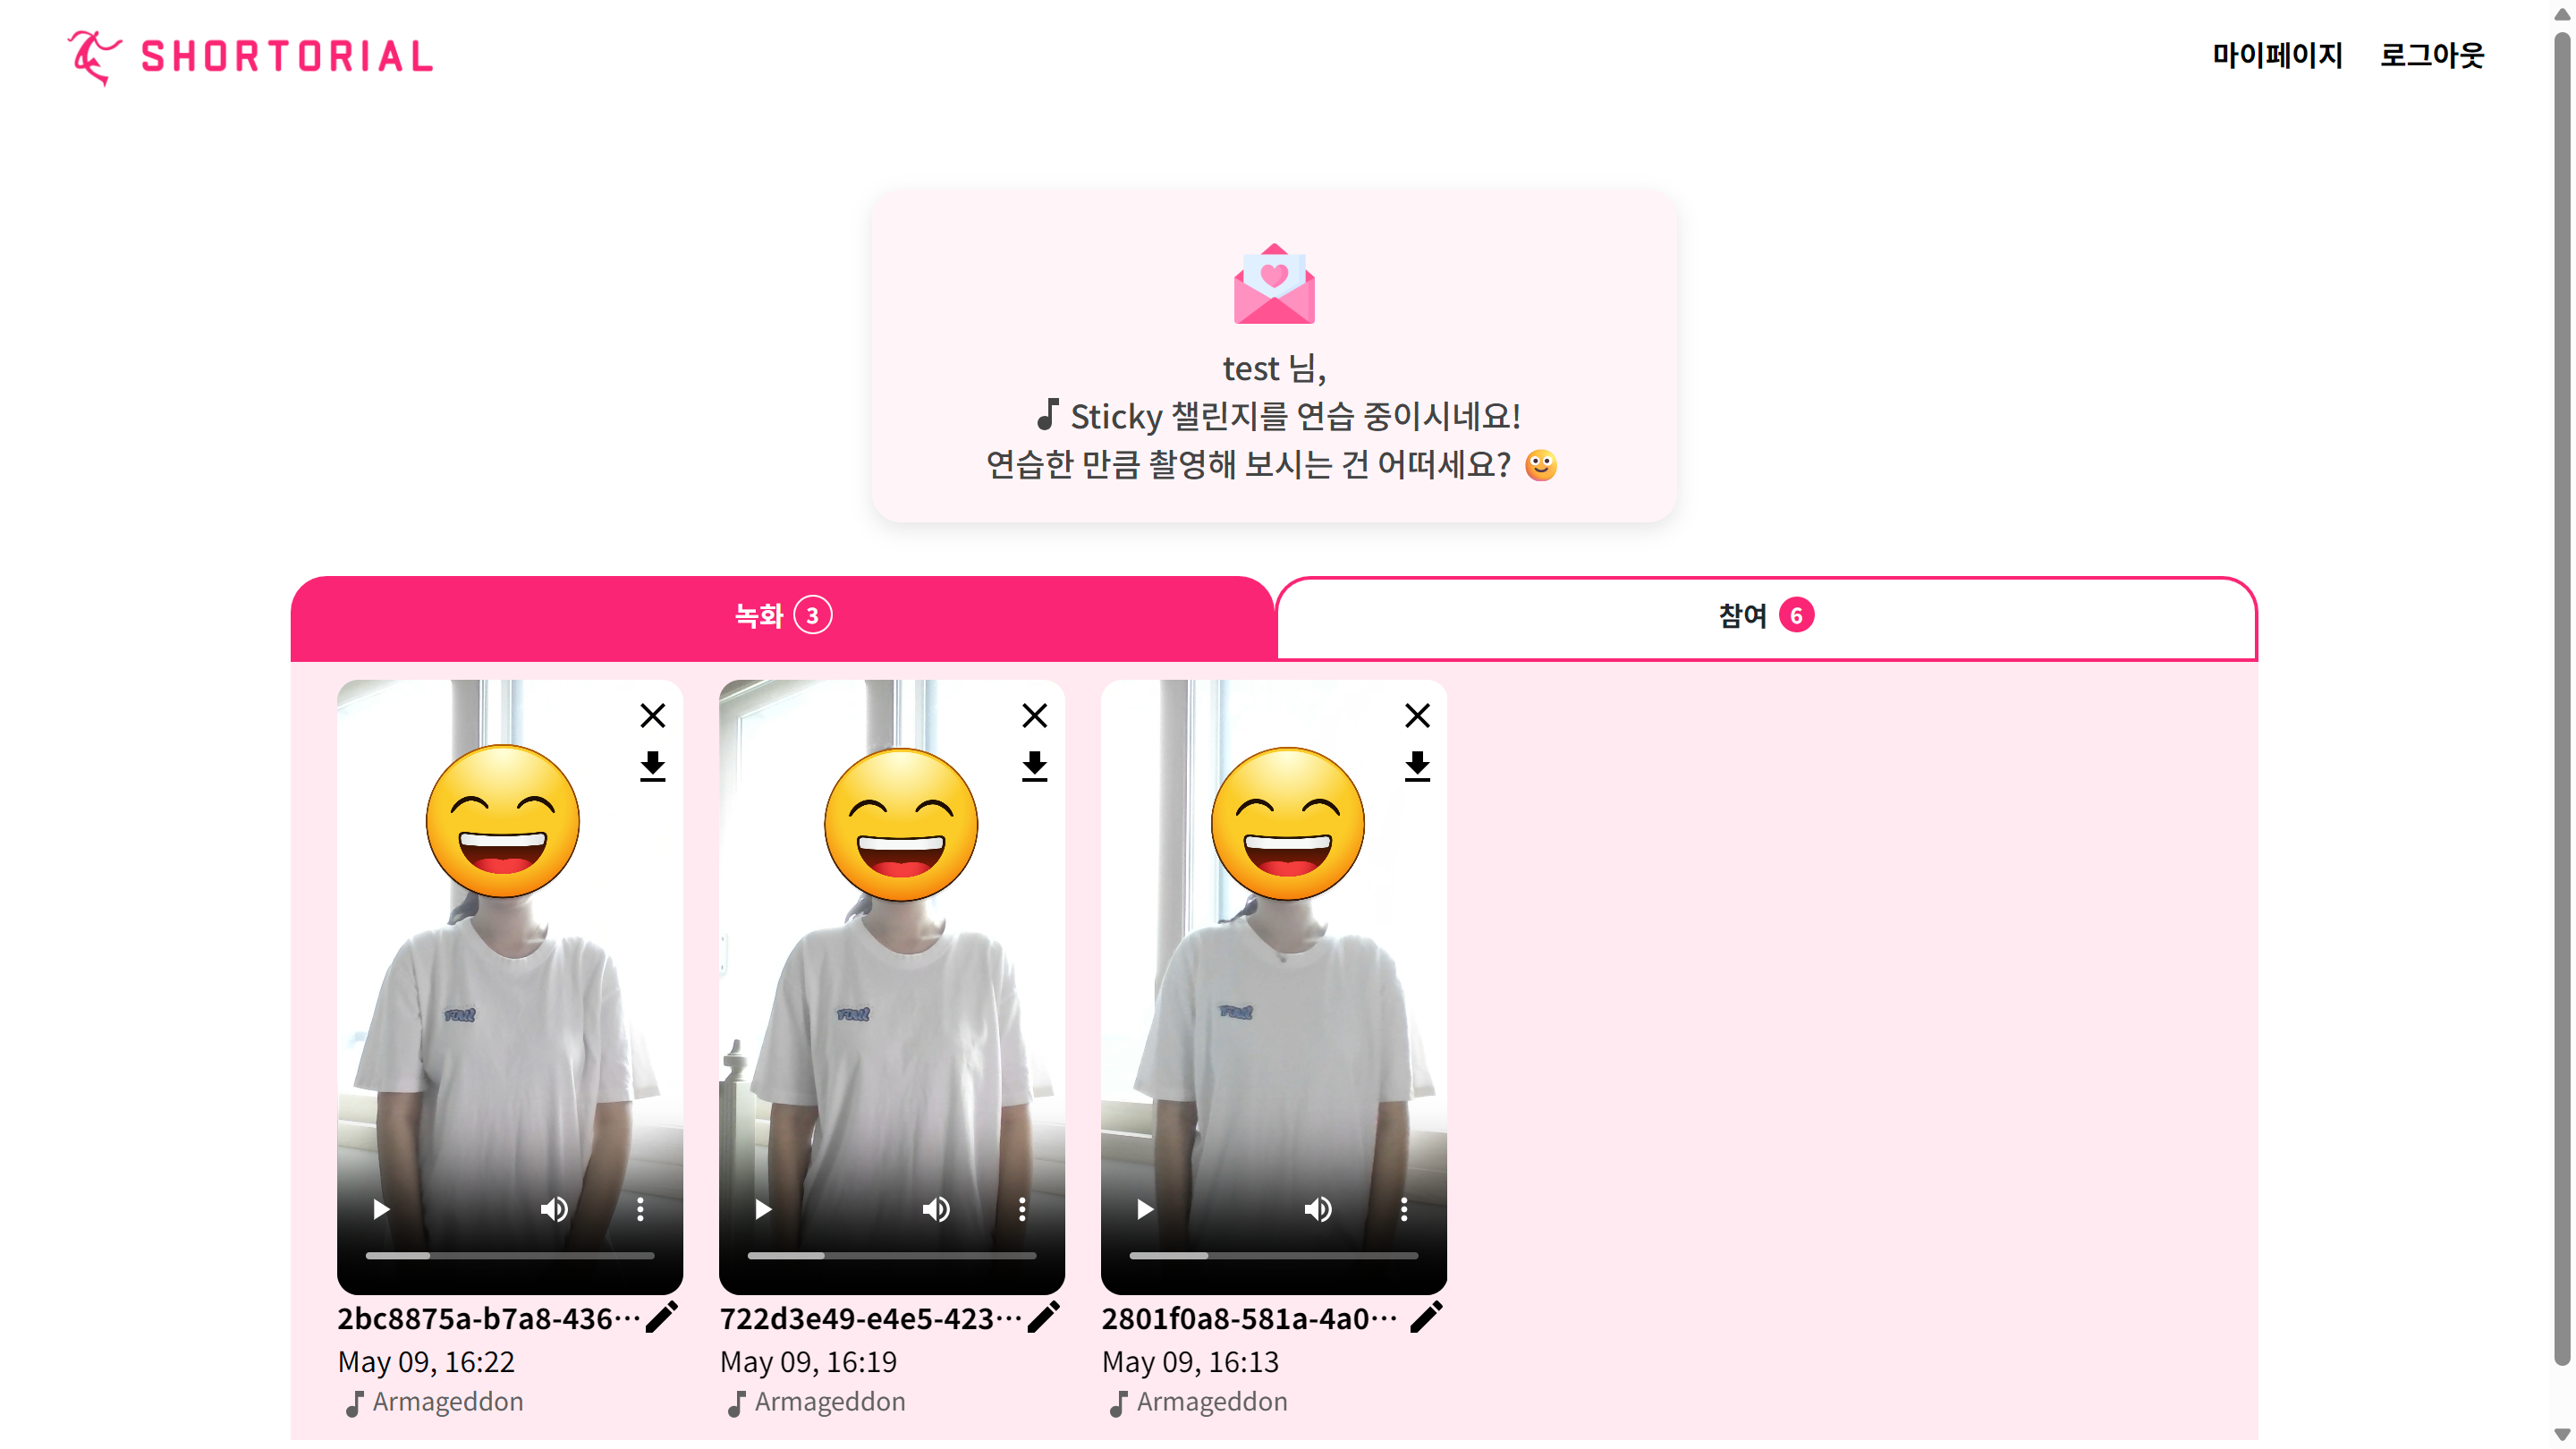 SHORTORIAL
마이페이지 로그아웃
test 님,
Sticky 챌린지를 연습 중이시네요!
연습한 만큼 촬영해 보시는 건 어떠세요?
녹화 3
참여 6
2bc8875a-b7a8-436···
May 09, 16:22
Armageddon
722d3e49-e4e5-423···
May 09, 16:19
Armageddon
2801f0a8-581a-4a0···
May 09, 16:13
Armageddon